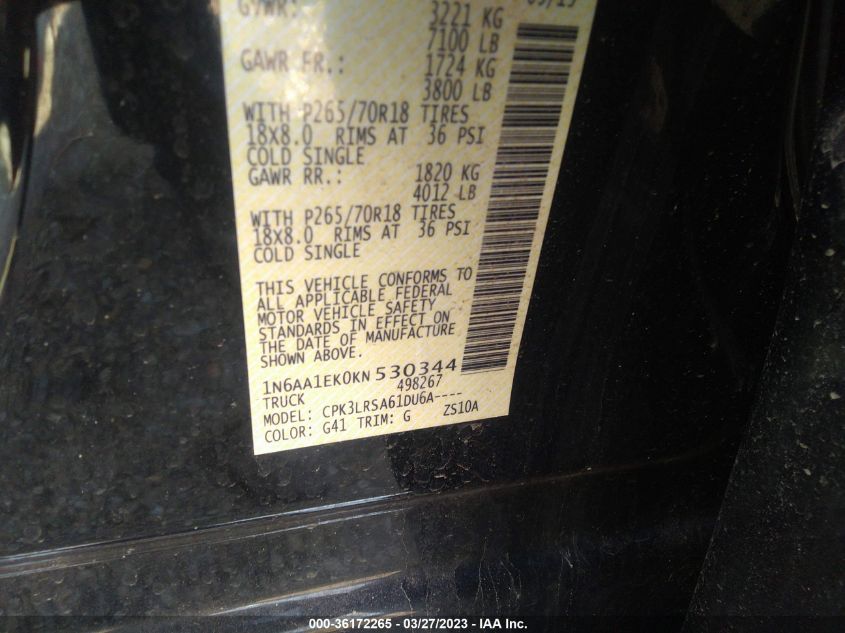 GVWR: 3221 KG
7100 LB
GAWR FR.: 1724 KG
3800 LB
WITH P265/70R18 TIRES
18X8.0 RIMS AT 36 PSI
COLD SINGLE
GAWR RR.: 1820 KG
4012 LB
WITH P265/70R18 TIRES
18X8.0 RIMS AT 36 PSI
COLD SINGLE
THIS VEHICLE CONFORMS TO
ALL APPLICABLE FEDERAL
MOTOR VEHICLE SAFETY
STANDARDS IN EFFECT ON
THE DATE OF MANUFACTURE
SHOWN ABOVE.
1N6AA1EK0KN 530344
TRUCK 498267
MODEL: CPK3LRSA61DU6A----
COLOR: G41 TRIM: G ZS10A
000-36172265 - 03/27/2023 - IAA Inc.